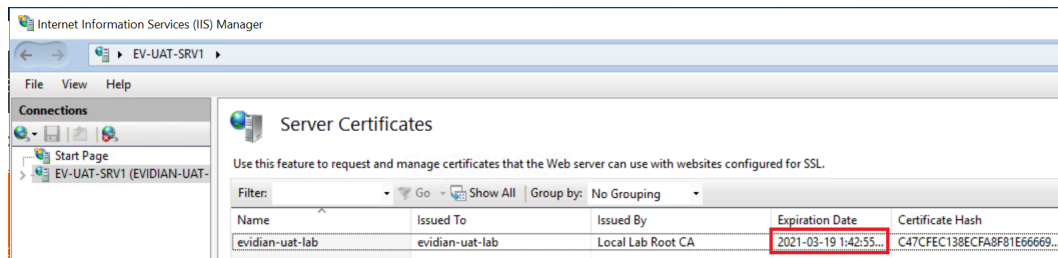 Internet Information Services (IIS) Manager
EV-UAT-SRV1
File View Help
Connections
Start Page
EV-UAT-SRV1 (EVIDIAN-UAT-
Server Certificates
Use this feature to request and manage certificates that the Web server can use with websites configured for SSL.
Filter: Go Show All Group by: No Grouping
Name Issued To Issued By Expiration Date Certificate Hash
evidian-uat-lab evidian-uat-lab Local Lab Root CA 2021-03-19 1:42:55... C47CFEC138ECFA8F81E66669...